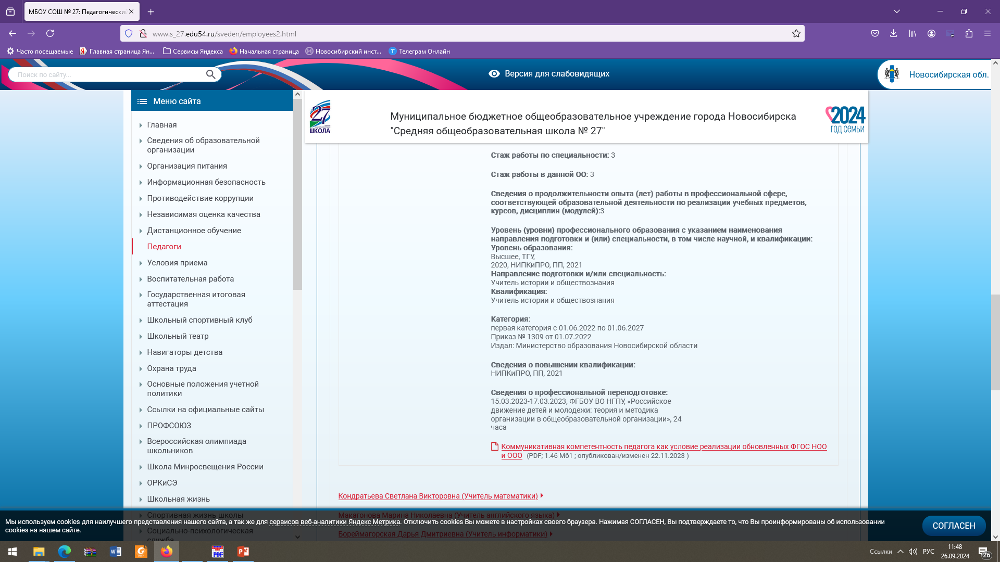 МБОУ СОШ № 27: Педагогический
www.s_27.edu54.ru/sveden/employees2.html
Часто посещаемые
Главная страница Ян...
Сервисы Яндекса
Начальная страница
Новосибирский инст...
Телеграм Онлайн
Поиск по сайту...
Версия для слабовидящих
Новосибирская обл.
Меню сайта
Главная
Сведения об образовательной
организации
Организация питания
Информационная безопасность
Противодействие коррупции
Независимая оценка качества
Дистанционное обучение
Педагоги
Условия приема
Воспитательная работа
Государственная итоговая
аттестация
Школьный спортивный клуб
Школьный театр
Навигаторы детства
Охрана труда
Основные положения учетной
политики
Ссылки на официальные сайты
ПРОФСОЮЗ
Всероссийская олимпиада
школьников
Школа Минросвещения России
ОРКиСЭ
Школьная жизнь
Спортивная жизнь школы
Социально-психологическая
служба
27
ШКОЛА
Муниципальное бюджетное общеобразовательное учреждение города Новосибирска
"Средняя общеобразовательная школа № 27"
2024
ГОД СЕМЬИ
Стаж работы по специальности: 3
Стаж работы в данной ОО: 3
Сведения о продолжительности опыта (лет) работы в профессиональной сфере,
соответствующей образовательной деятельности по реализации учебных предметов,
курсов, дисциплин (модулей):3
Уровень (уровни) профессионального образования с указанием наименования
направления подготовки и (или) специальности, в том числе научной, и квалификации:
Уровень образования:
Высшее, ТГУ,
2020, НИПКиПРО, ПП, 2021
Направление подготовки и/или специальность:
Учитель истории и обществознания
Квалификация:
Учитель истории и обществознания
Категория:
первая категория с 01.06.2022 по 01.06.2027
Приказ № 1309 от 01.07.2022
Издал: Министерство образования Новосибирской области
Сведения о повышении квалификации:
НИПКиПРО, ПП, 2021
Сведения о профессиональной переподготовке:
15.03.2023-17.03.2023, ФГБОУ ВО НГПУ, «Российское
движение детей и молодежи: теория и методика
организации в общеобразовательной организации», 24
часа
Коммуникативная компетентность педагога как условие реализации обновленных ФГОС НОО
и ООО (PDF; 1.46 Мб1 ; опубликован/изменен 22.11.2023 )
Кондратьева Светлана Викторовна (Учитель математики)
Макагонова Марина Николаевна (Учитель английского языка)
Бореймагорская Дарья Дмитриевна (Учитель информатики)
Мы используем cookies для наилучшего представления нашего сайта, а так же для сервисов веб-аналитики Яндекс Метрика. Отключить cookies Вы можете в настройках своего браузера. Нажимая СОГЛАСЕН, Вы подтверждаете то, что Вы проинформированы об использовании
cookies на нашем сайте.
СОГЛАСЕН
Ссылки
РУС
11:48
26.09.2024
26